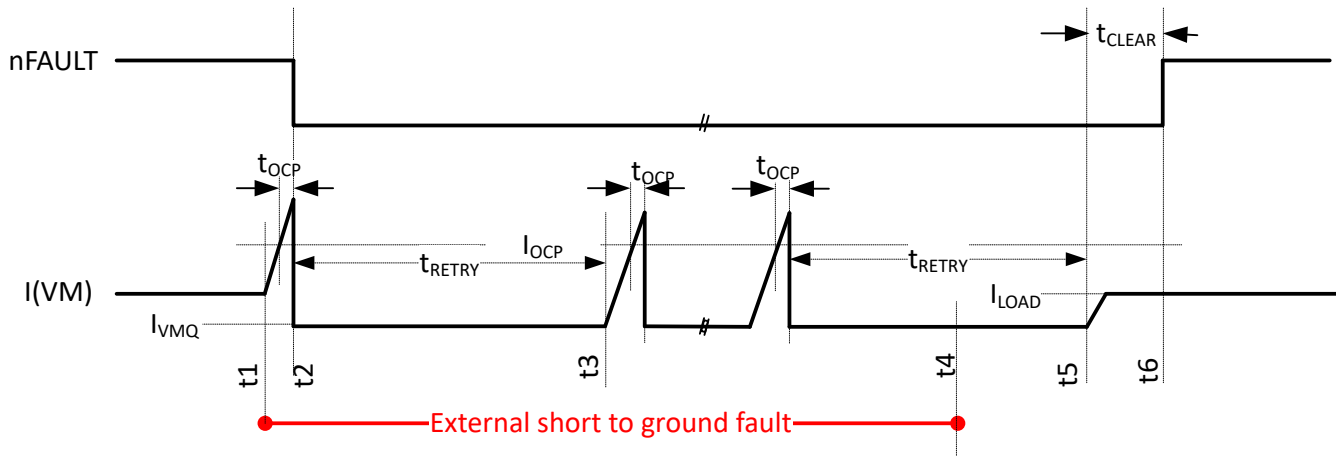 tCLEAR
nFAULT
tOCP
tOCP
tOCP
IOCP
tRETRY
tRETRY
I(VM)
ILOAD
IVMQ
t1
t2
t3
t4
t5
t6
External short to ground fault